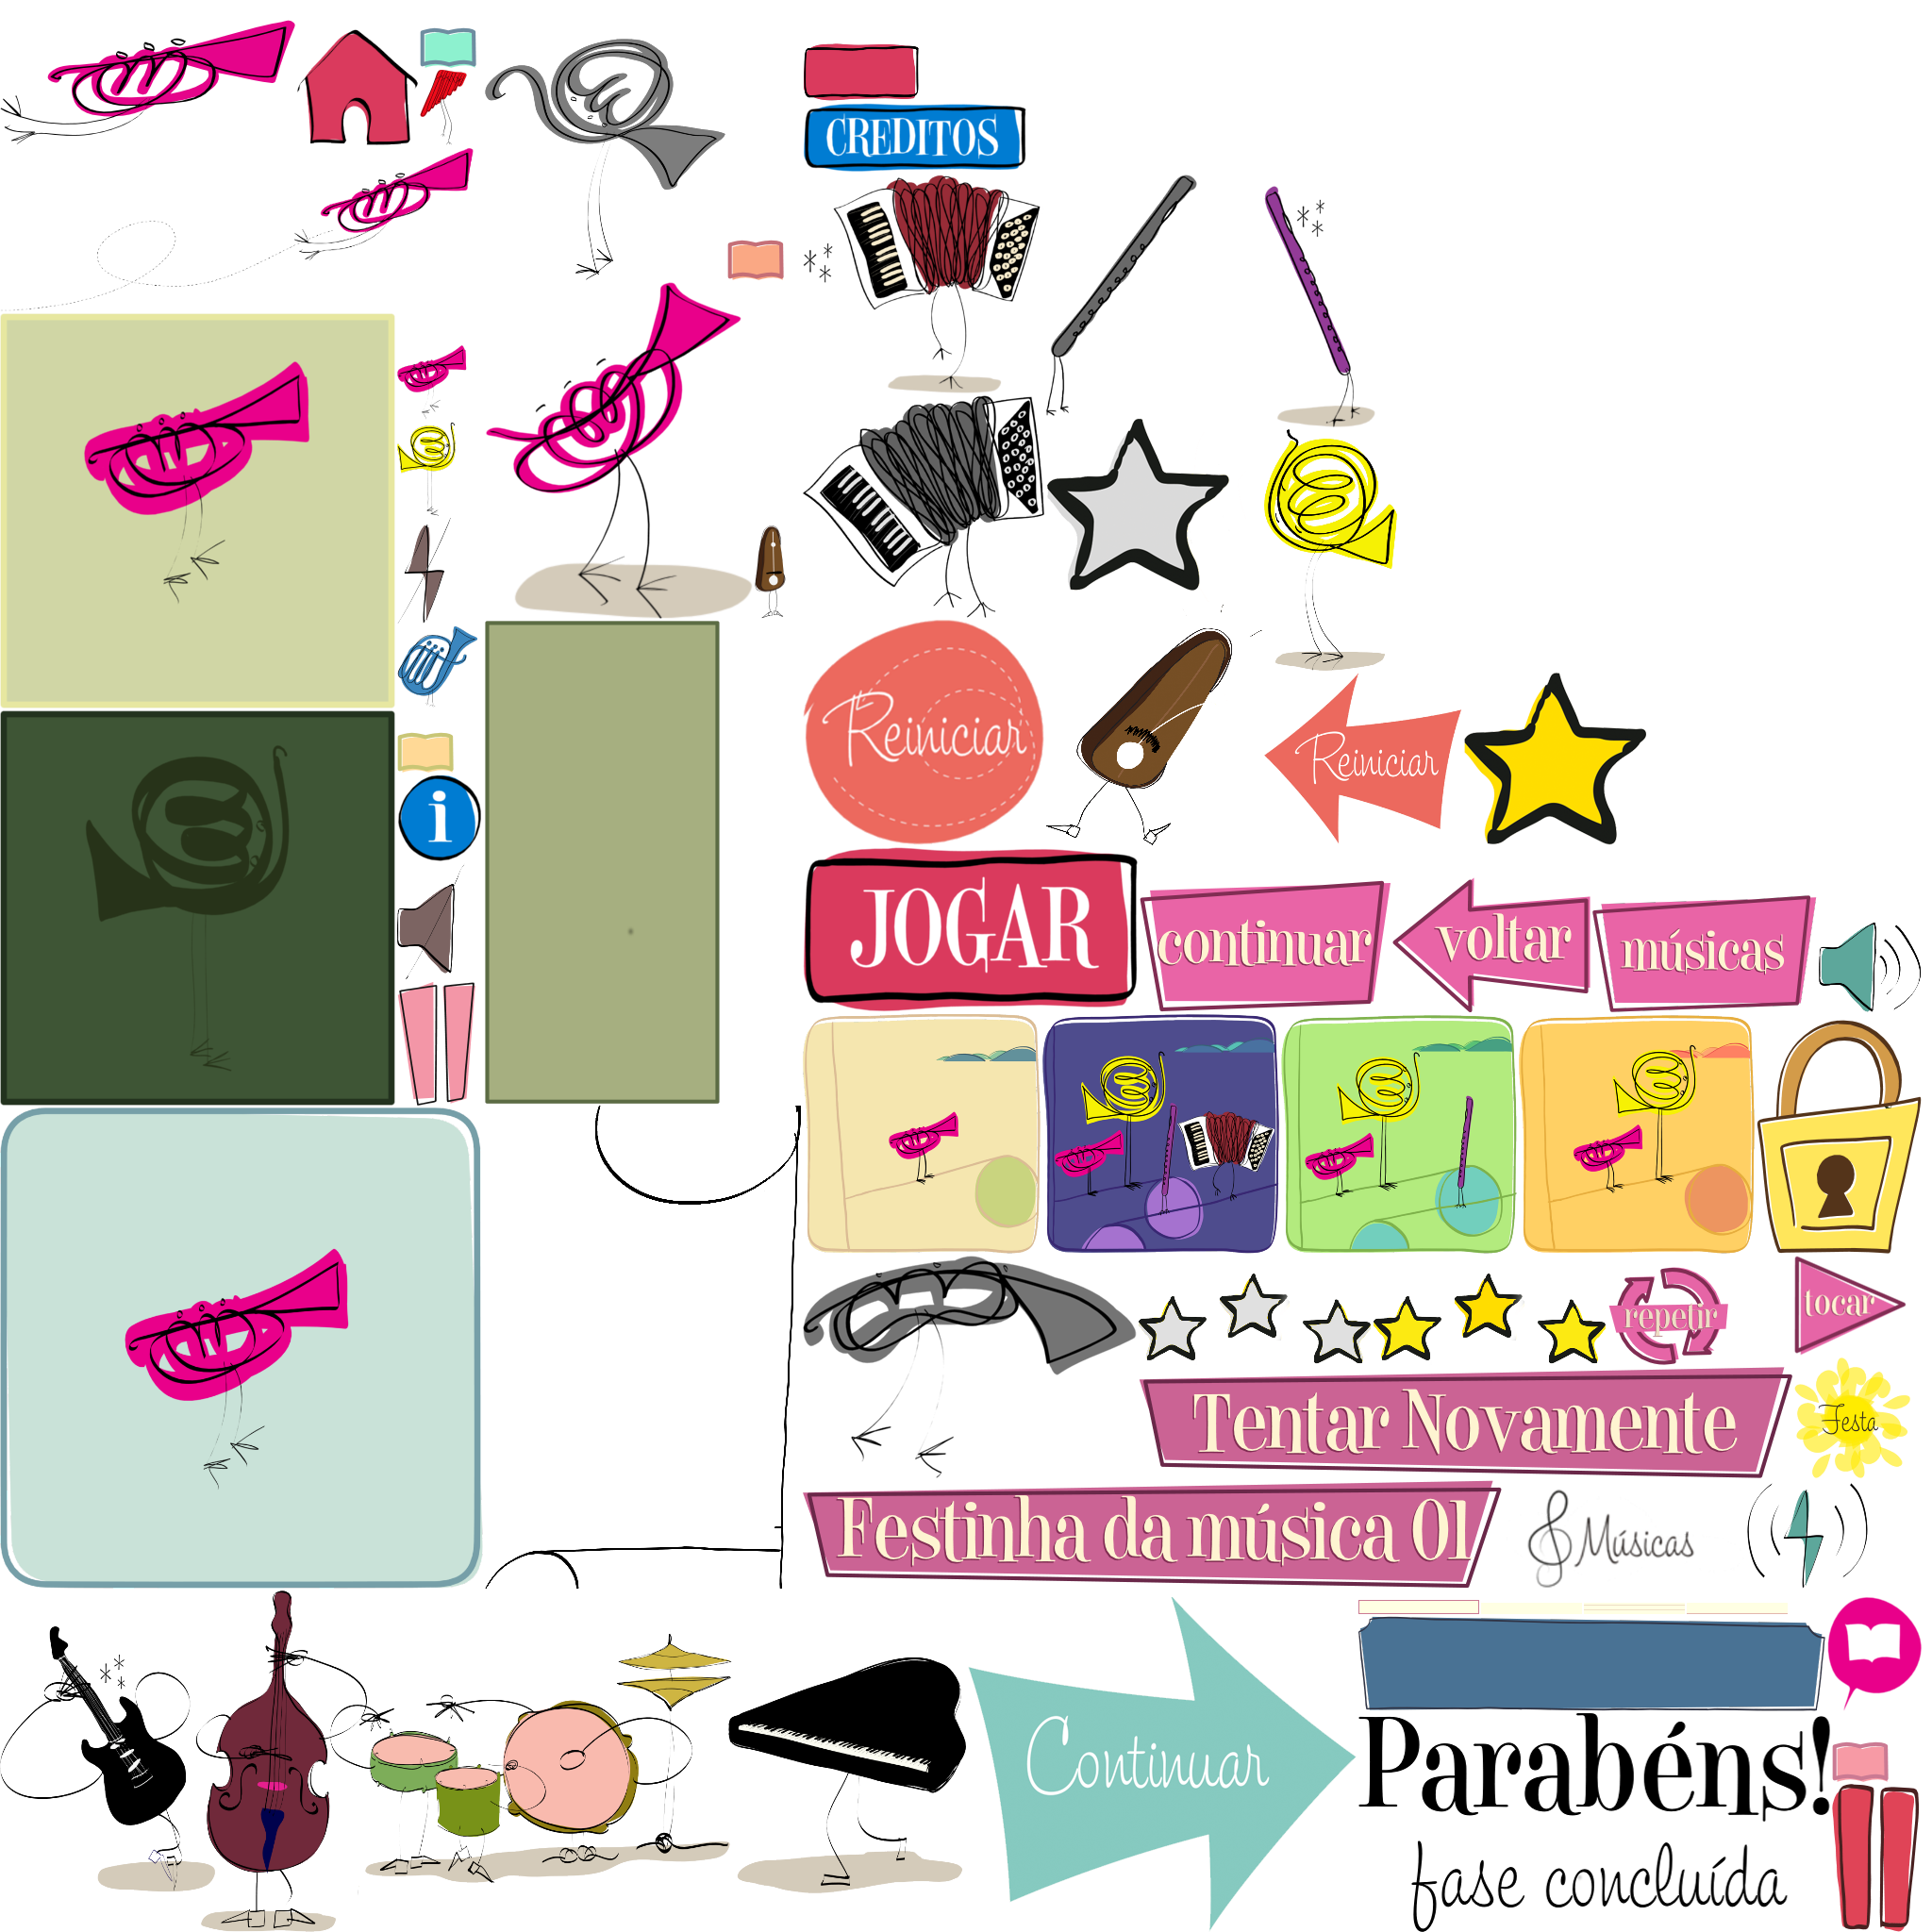 CREDITOS
Reiniciar
Reiniciar
i
JOGAR
continuar
voltar
músicas
repetir
tocar
Tentar Novamente
Festa
Festinha da música 01
Músicas
Continuar
Parabéns!
fase concluída